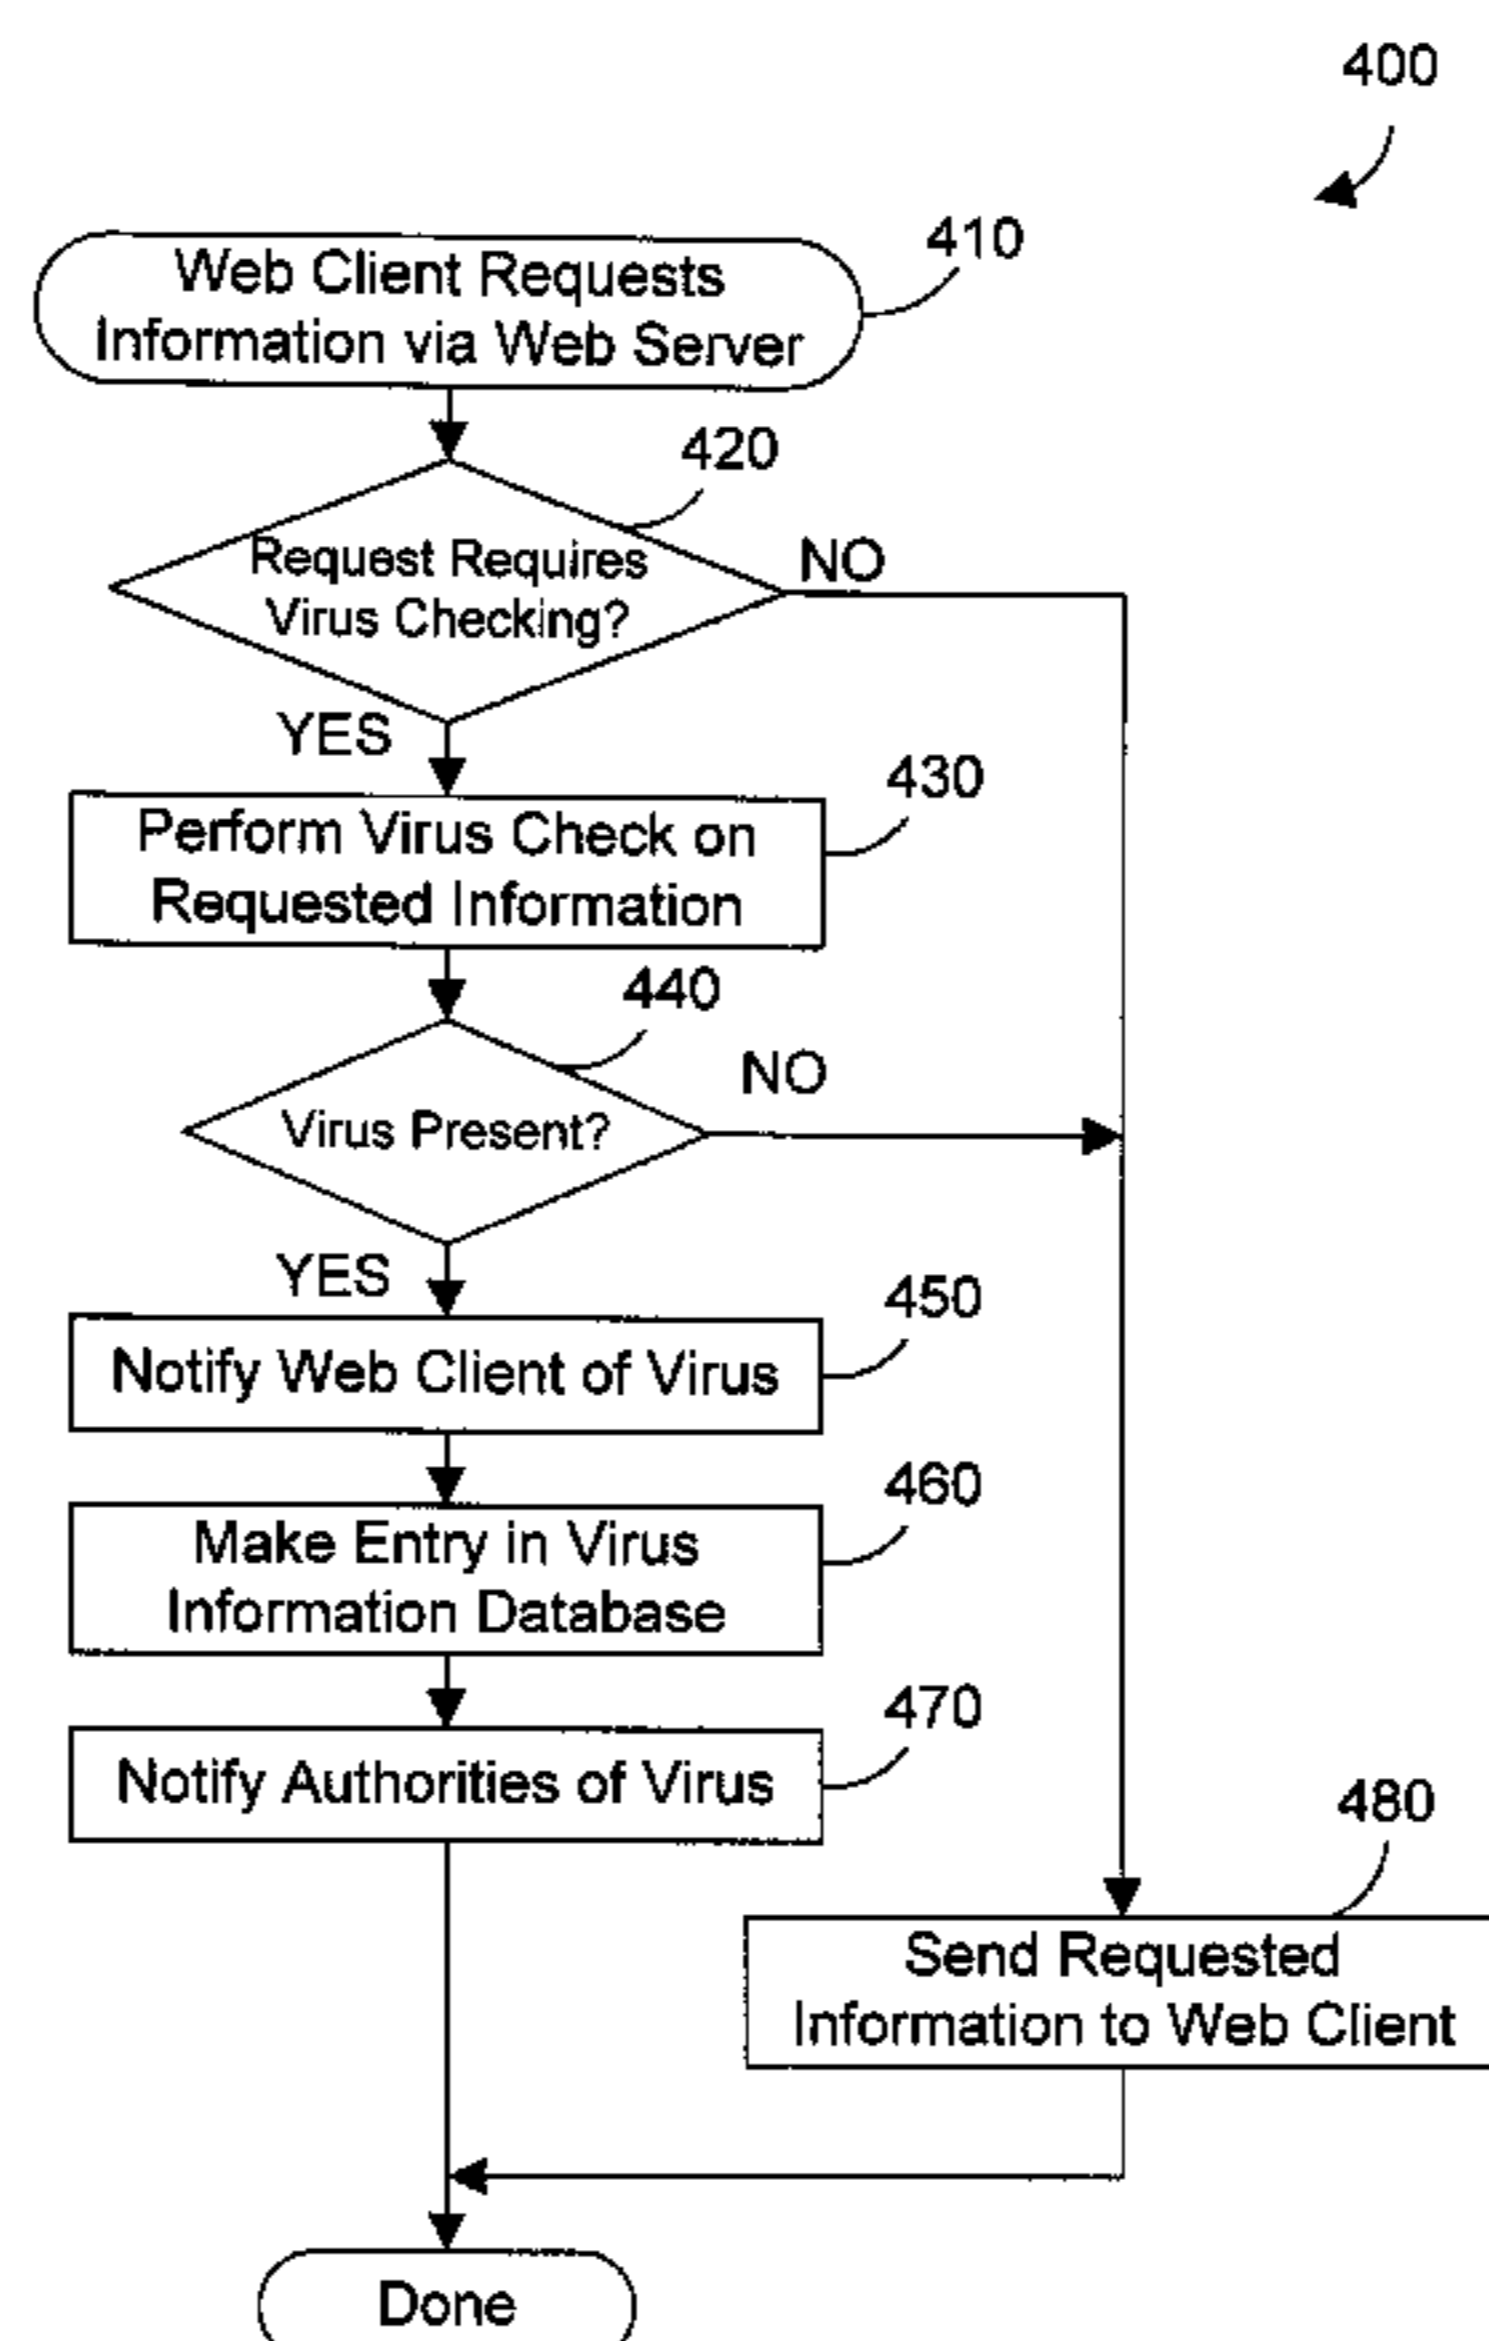 400
410
Web Client Requests
Information via Web Server
420
Request Requires
Virus Checking?
NO
YES
430
Perform Virus Check on
Requested Information
440
NO
Virus Present?
YES
450
Notify Web Client of Virus
460
Make Entry in Virus
Information Database
470
Notify Authorities of Virus
480
Send Requested
Information to Web Client
Done